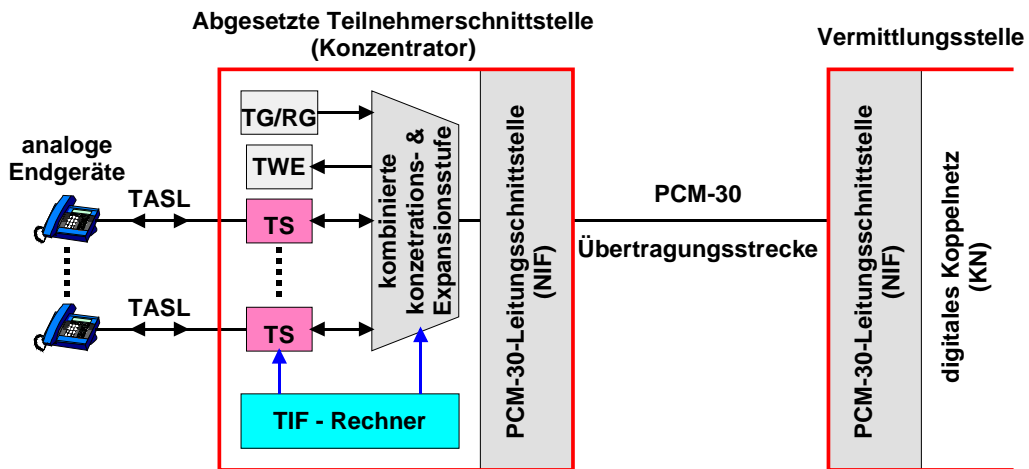 Abgesetzte Teilnehmerschnittstelle
(Konzentrator)
Vermittlungsstelle
analoge
Endgeräte
TG/RG
TWE
TASL
TS
TASL
TS
kombinierte
konzetrations- &
Expansionsstufe
TIF - Rechner
PCM-30-Leitungsschnittstelle
(NIF)
PCM-30
Übertragungsstrecke
PCM-30-Leitungsschnittstelle
(NIF)
digitales Koppelnetz
(KN)